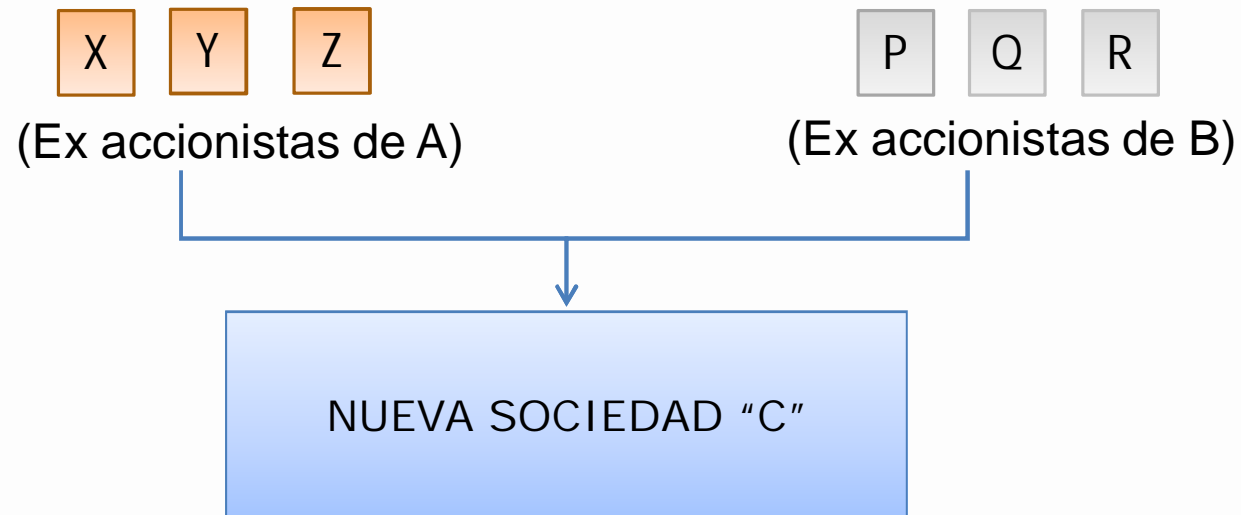 X Y Z P Q R
(Ex accionistas de A) (Ex accionistas de B)
NUEVA SOCIEDAD “C”